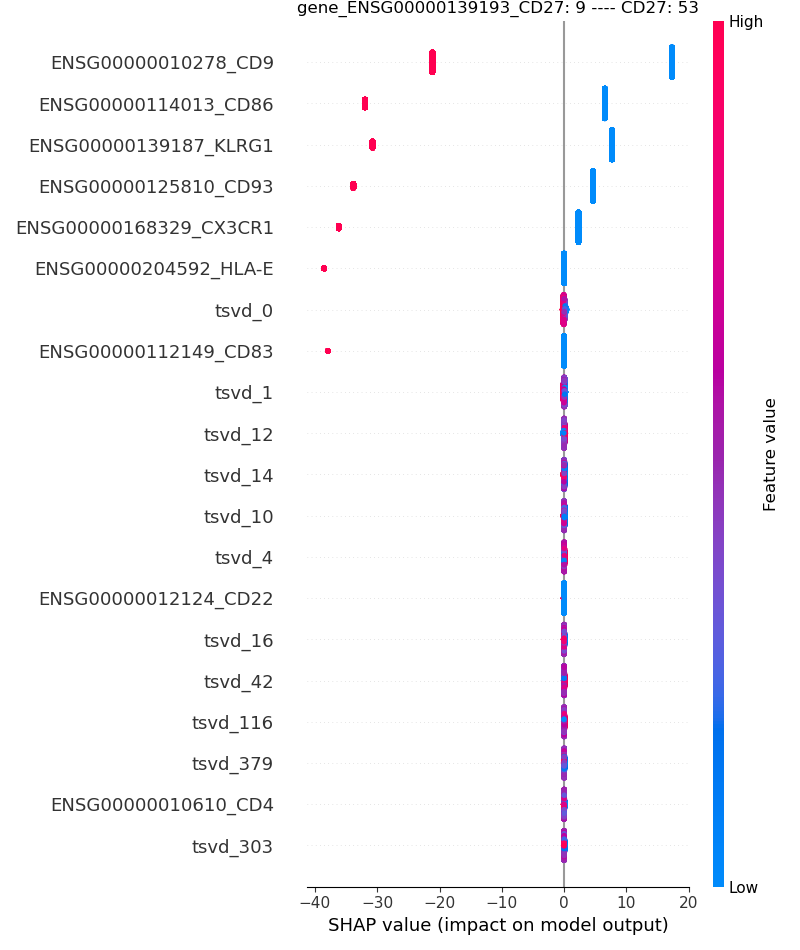 gene_ENSG00000139193_CD27: 9 ---- CD27: 53
High
ENSG00000010278_CD9
ENSG00000114013_CD86
ENSG00000139187_KLRG1
ENSG00000125810_CD93
ENSG00000168329_CX3CR1
ENSG00000204592_HLA-E
tsvd_0
ENSG00000112149_CD83
tsvd_1
tsvd_12
tsvd_14
tsvd_10
tsvd_4
ENSG00000012124_CD22
tsvd_16
tsvd_42
tsvd_116
tsvd_379
ENSG00000010610_CD4
tsvd_303
Feature value
Low
−40 −30 −20 −10 0 10 20
SHAP value (impact on model output)